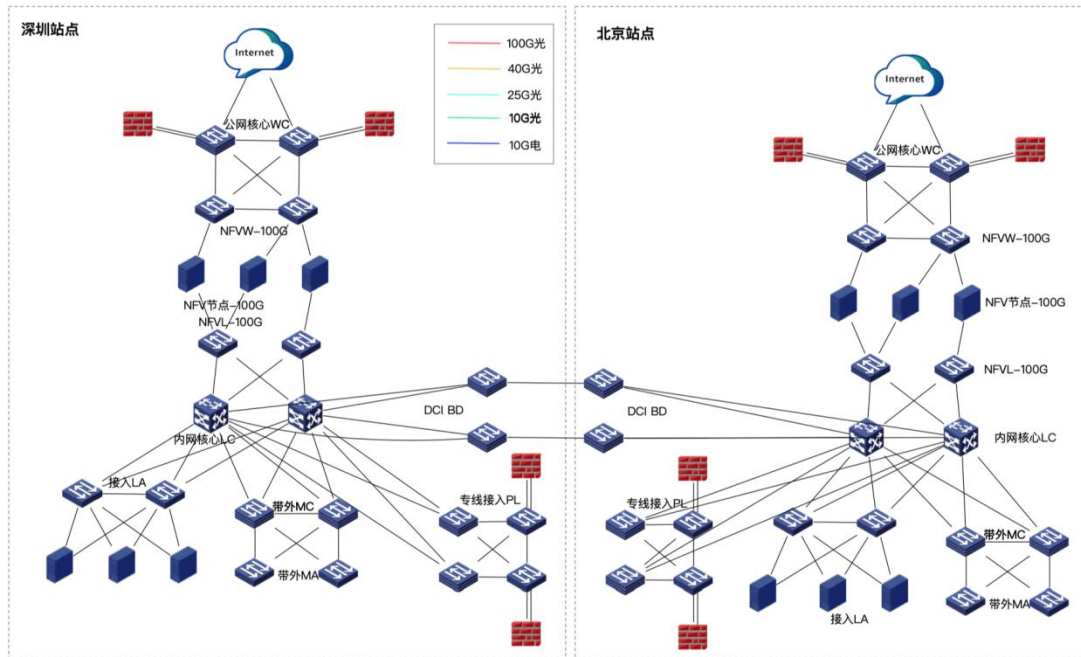 深圳站点
Internet
公网核心WC
NFVW-100G
NFV节点-100G
NFVL-100G
内网核心LC
接入LA
带外MC
带外MA
专线接入PL
DCI BD
100G光
40G光
25G光
10G光
10G电
北京站点
Internet
公网核心WC
NFVW-100G
NFV节点-100G
NFVL-100G
DCI BD
内网核心LC
专线接入PL
带外MC
带外MA
接入LA